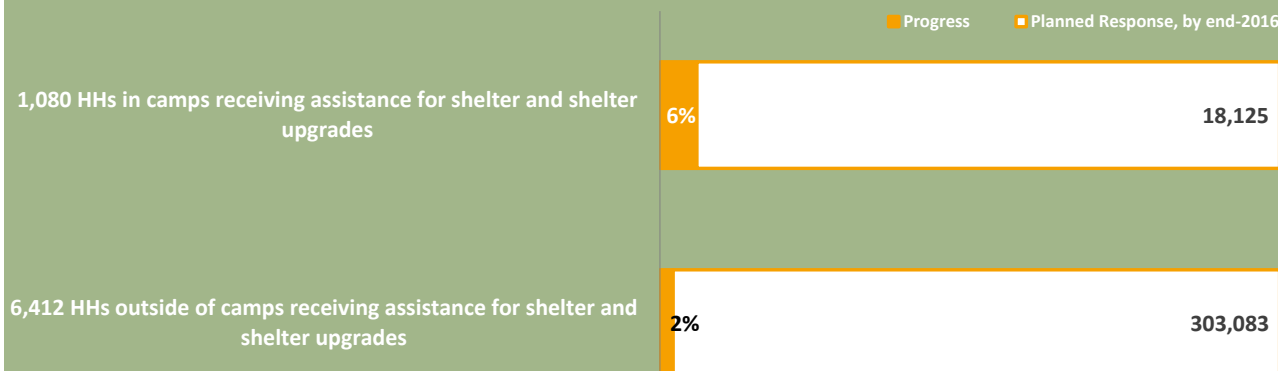 Progress Planned Response, by end-2016
1,080 HHs in camps receiving assistance for shelter and shelter
upgrades
6%
18,125
6,412 HHs outside of camps receiving assistance for shelter and
shelter upgrades
2%
303,083